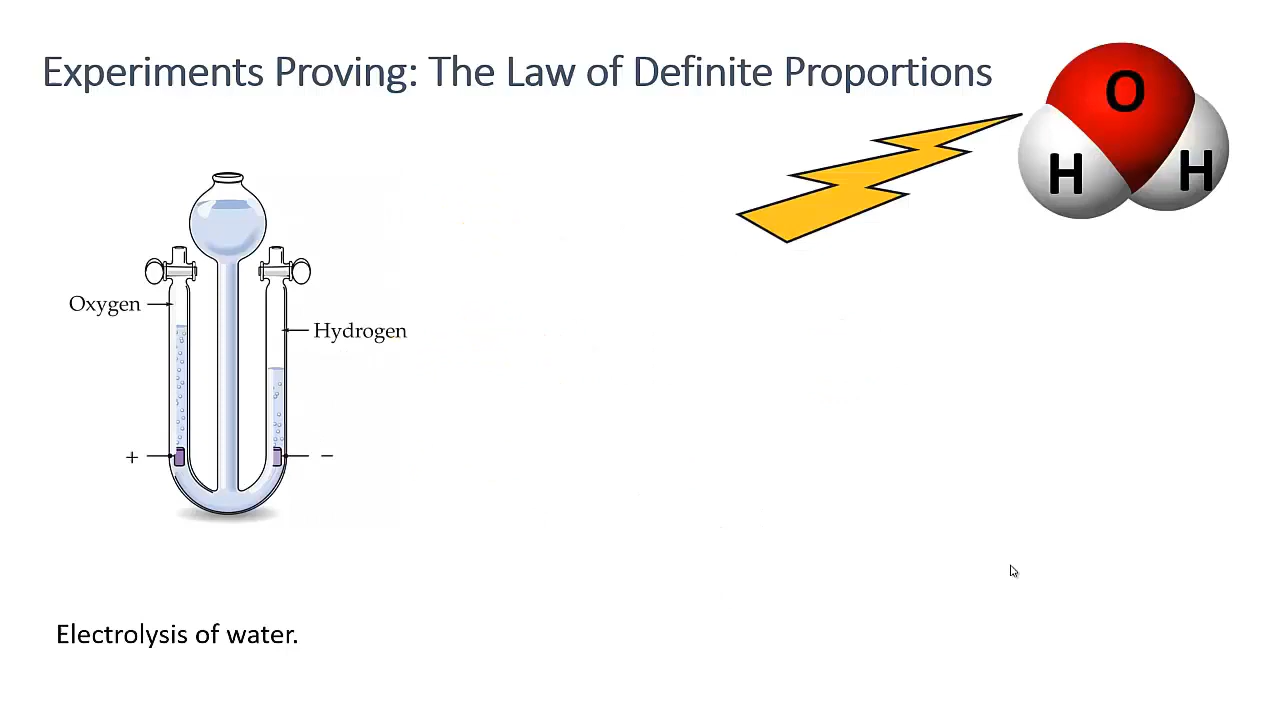 Experiments Proving: The Law of Definite Proportions
O
H
H
Oxygen
Hydrogen
+
−
Electrolysis of water.